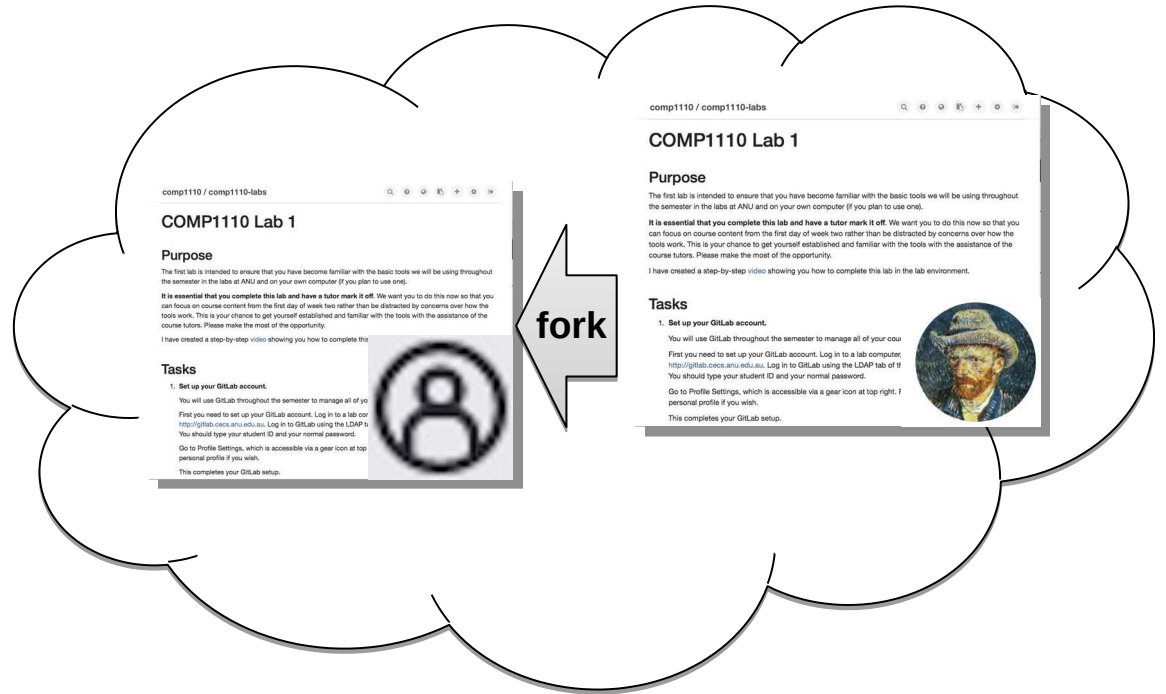 comp1110 / comp1110-labs
COMP1110 Lab 1
Purpose
The first lab is intended to ensure that you have become familiar with the basic tools we will be using throughout
the semester in the labs at ANU and on your own computer (if you plan to use one).
It is essential that you complete this lab and have a tutor mark it off. We want you to do this now so that you
can focus on course content from the first day of week two rather than be distracted by concerns over how the
tools work. This is your chance to get yourself established and familiar with the tools with the assistance of the
course tutors. Please make the most of the opportunity.
I have created a step-by-step video showing you how to complete this
Tasks
1. Set up your GitLab account.
You will use GitLab throughout the semester to manage all of yo
First you need to set up your GitLab account. Log in to a lab cor
http://gitlab.cecs.anu.edu.au. Log in to GitLab using the LDAP ta
You should type your student ID and your normal password.
Go to Profile Settings, which is accessible via a gear icon at top
personal profile if you wish.
This completes your GitLab setup.
fork
comp1110 / comp1110-labs
COMP1110 Lab 1
Purpose
The first lab is intended to ensure that you have become familiar with the basic tools we will be using throughout
the semester in the labs at ANU and on your own computer (if you plan to use one).
It is essential that you complete this lab and have a tutor mark it off. We want you to do this now so that you
can focus on course content from the first day of week two rather than be distracted by concerns over how the
tools work. This is your chance to get yourself established and familiar with the tools with the assistance of the
course tutors. Please make the most of the opportunity.
I have created a step-by-step video showing you how to complete this lab in the lab environment.
Tasks
1. Set up your GitLab account.
You will use GitLab throughout the semester to manage all of your cour
First you need to set up your GitLab account. Log in to a lab computer,
http://gitlab.cecs.anu.edu.au. Log in to GitLab using the LDAP tab of th
You should type your student ID and your normal password.
Go to Profile Settings, which is accessible via a gear icon at top right. F
personal profile if you wish.
This completes your GitLab setup.